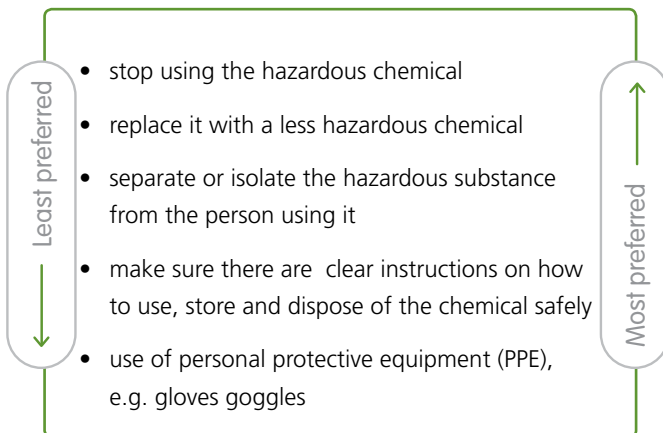 Least preferred
• stop using the hazardous chemical
• replace it with a less hazardous chemical
• separate or isolate the hazardous substance
from the person using it
• make sure there are  clear instructions on how
to use, store and dispose of the chemical safely
• use of personal protective equipment (PPE),
e.g. gloves goggles
Most preferred